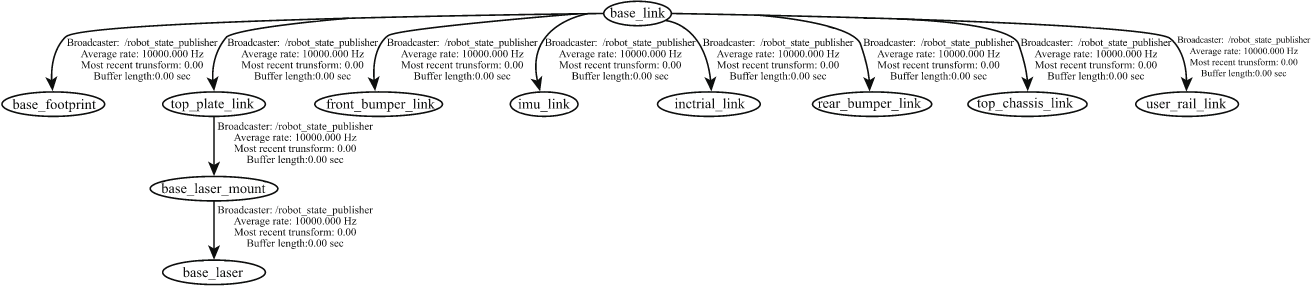 base_link
Broadcaster: /robot_state_publisher
Average rate: 10000.000 Hz
Most recent transform: 0.00
Buffer length:0.00 sec
Broadcaster: /robot_state_publisher
Average rate: 10000.000 Hz
Most recent transform: 0.00
Buffer length:0.00 sec
Broadcaster: /robot_state_publisher
Average rate: 10000.000 Hz
Most recent transform: 0.00
Buffer length:0.00 sec
Broadcaster: /robot_state_publisher
Average rate: 10000.000 Hz
Most recent transform: 0.00
Buffer length:0.00 sec
Broadcaster: /robot_state_publisher
Average rate: 10000.000 Hz
Most recent transform: 0.00
Buffer length:0.00 sec
Broadcaster: /robot_state_publisher
Average rate: 10000.000 Hz
Most recent transform: 0.00
Buffer length:0.00 sec
Broadcaster: /robot_state_publisher
Average rate: 10000.000 Hz
Most recent transform: 0.00
Buffer length:0.00 sec
Broadcaster: /robot_state_publisher
Average rate: 10000.000 Hz
Most recent transform: 0.00
Buffer length:0.00 sec
base_footprint
top_plate_link
front_bumper_link
imu_link
inctrial_link
rear_bumper_link
top_chassis_link
user_rail_link
Broadcaster: /robot_state_publisher
Average rate: 10000.000 Hz
Most recent transform: 0.00
Buffer length:0.00 sec
base_laser_mount
Broadcaster: /robot_state_publisher
Average rate: 10000.000 Hz
Most recent transform: 0.00
Buffer length:0.00 sec
base_laser